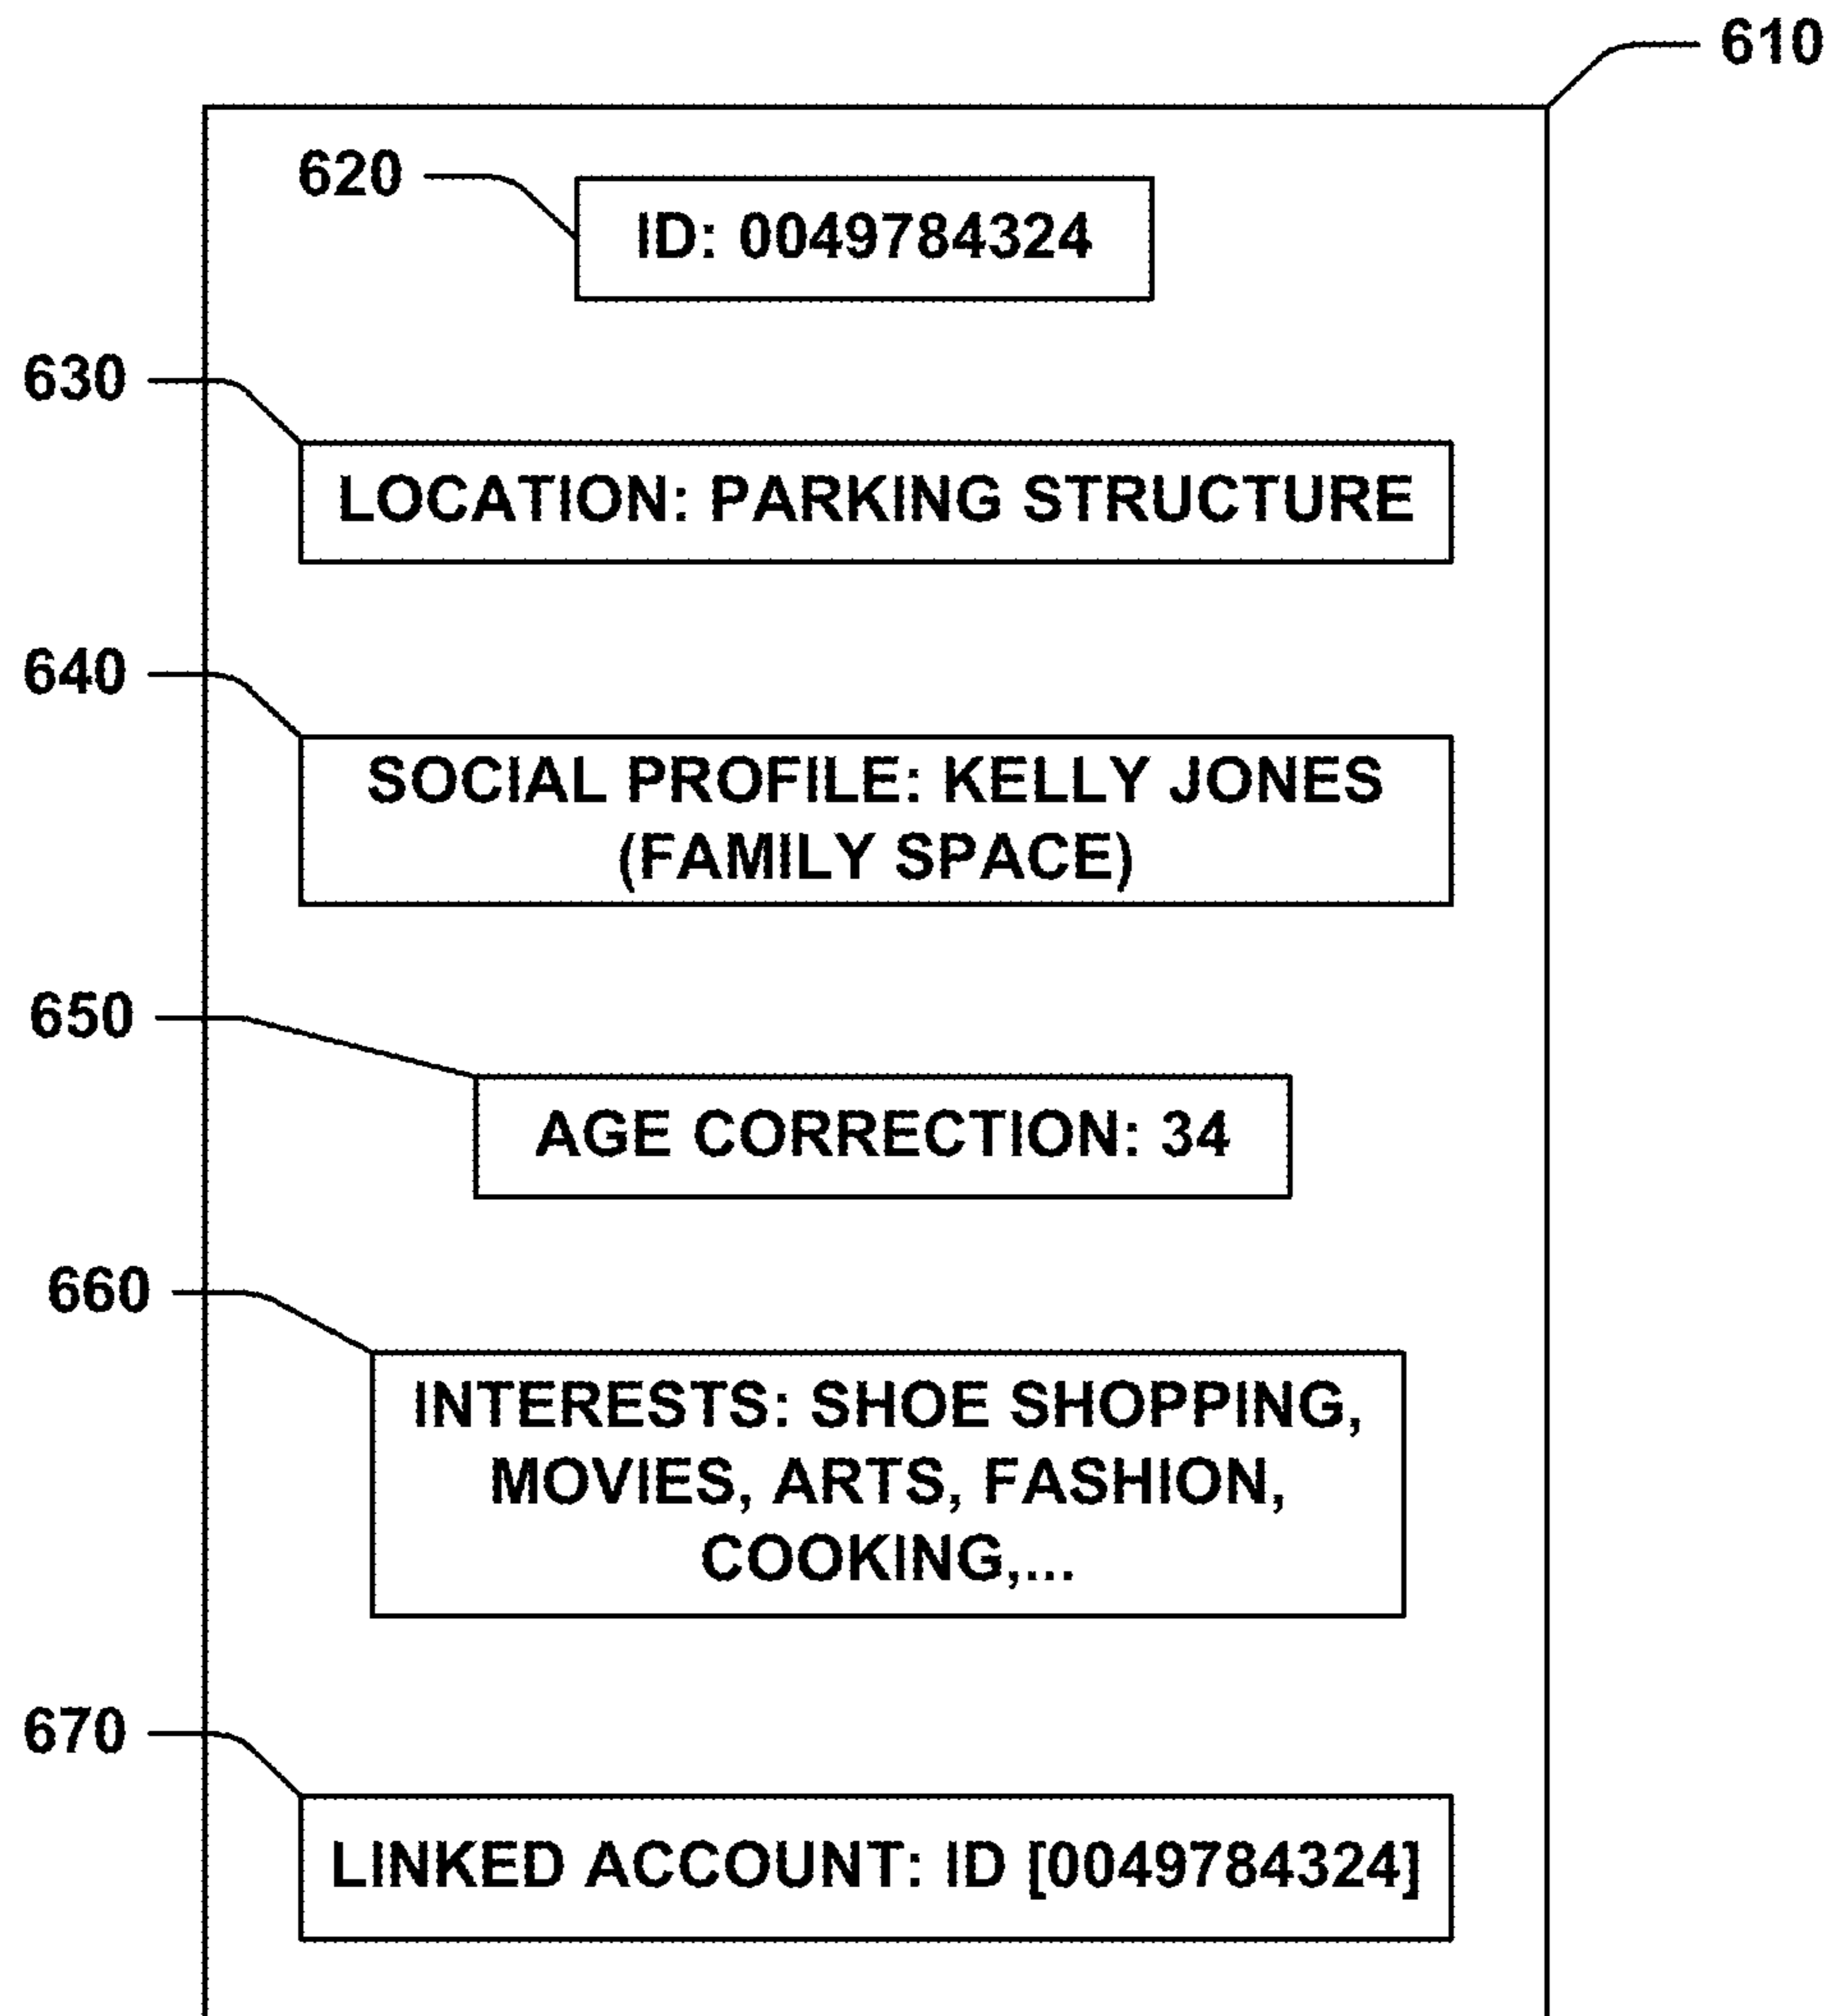 610
620
ID: 0049784324
630
LOCATION: PARKING STRUCTURE
640
SOCIAL PROFILE: KELLY JONES
(FAMILY SPACE)
650
AGE CORRECTION: 34
660
INTERESTS: SHOE SHOPPING,
MOVIES, ARTS, FASHION,
COOKING,...
670
LINKED ACCOUNT: ID [0049784324]